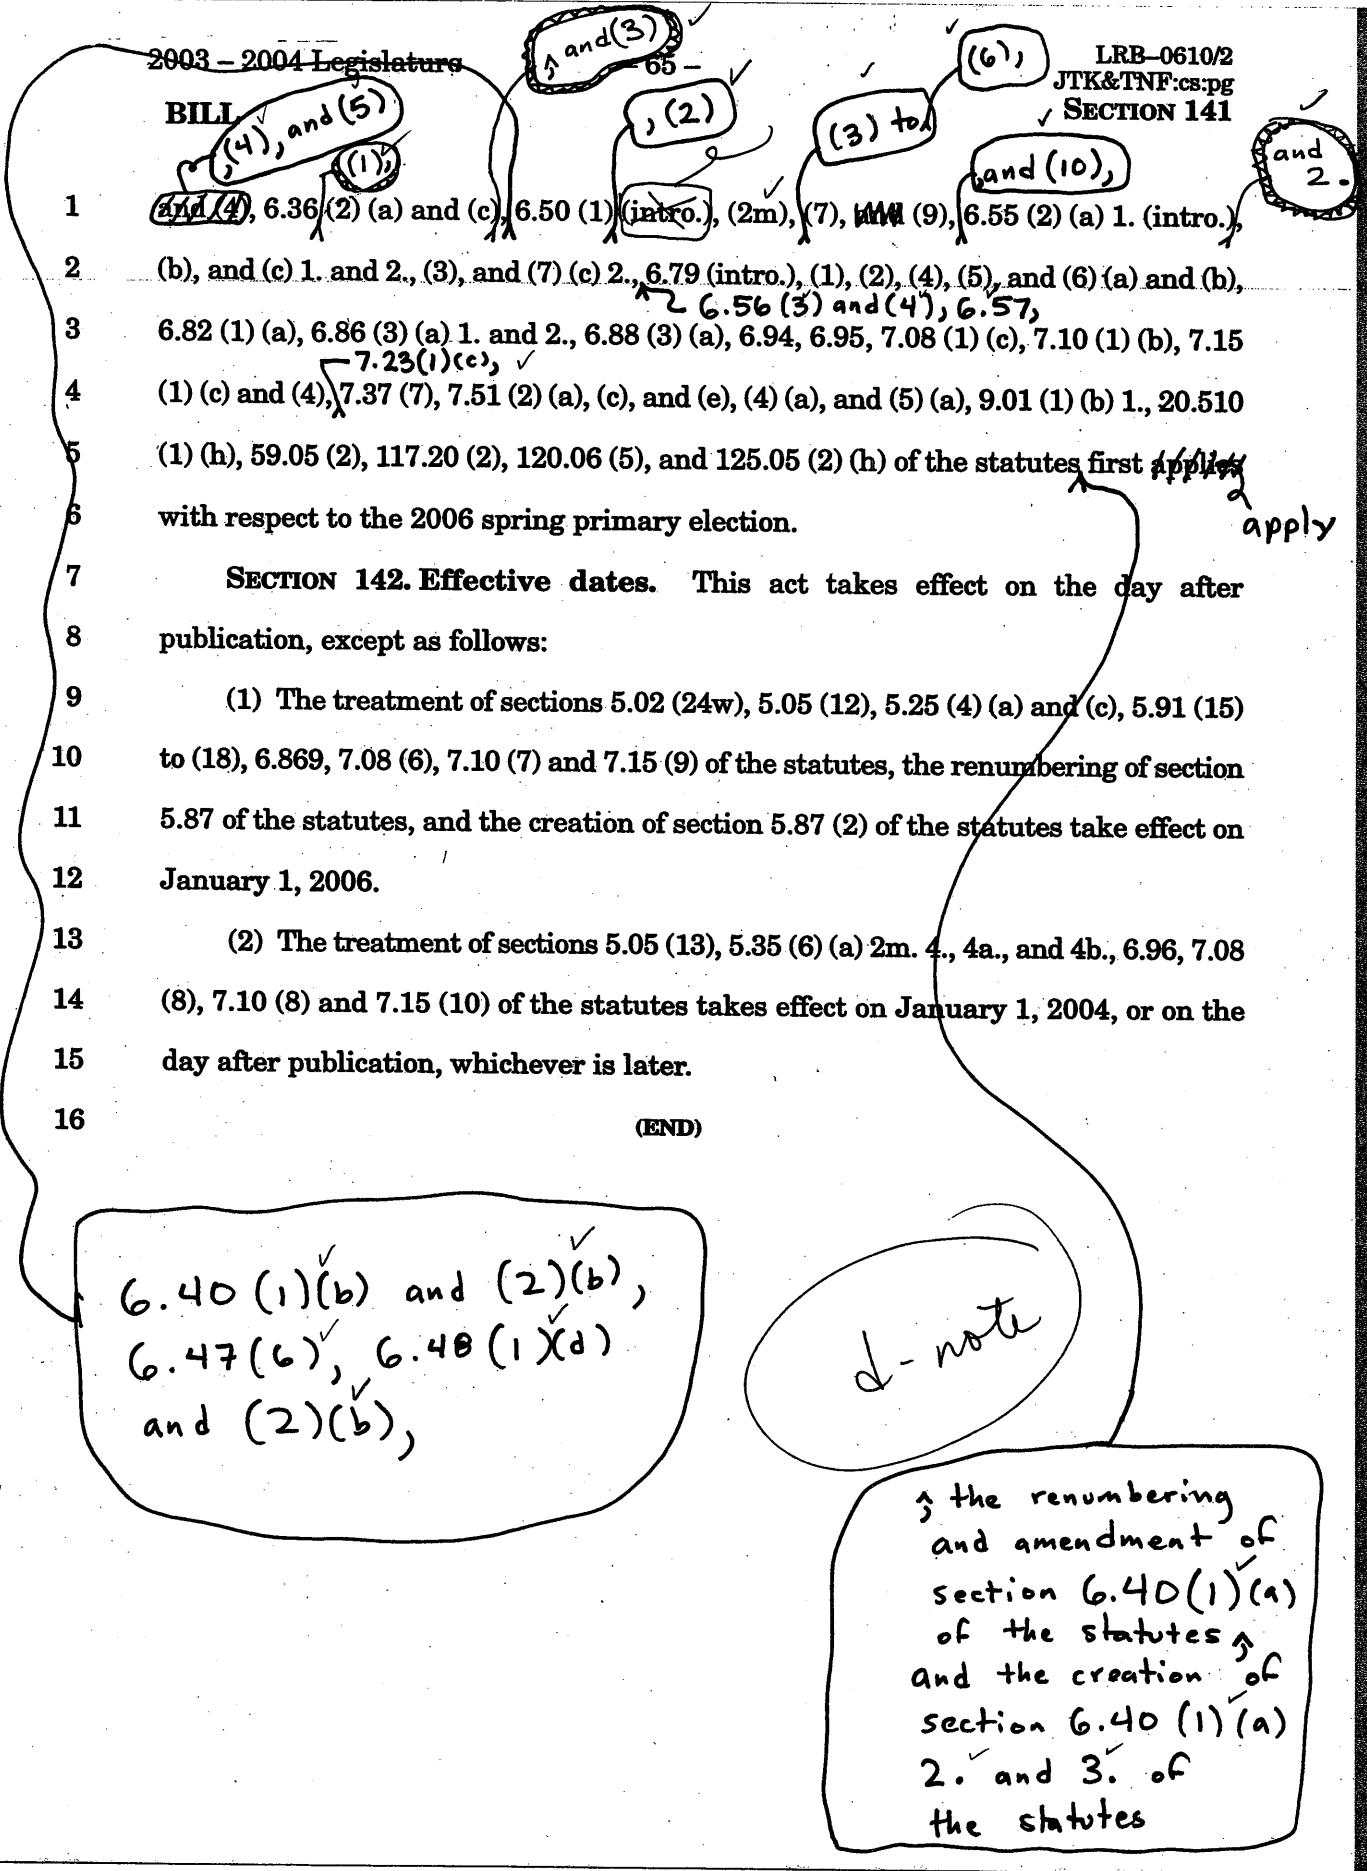 , and (3)
(6),
2003 – 2004 Legislature – 65 – LRB–0610/2
JTK&TNF:cs:pg
BILL SECTION 141
, (4), and (5)
(1),
, (2)
(3) to
, and (10),
and 2.
1 and (4), 6.36 (2) (a) and (c), 6.50 (1) (intro.), (2m), (7), and (9), 6.55 (2) (a) 1. (intro.),
2 (b), and (c) 1. and 2., (3), and (7) (c) 2., 6.79 (intro.), (1), (2), (4), (5), and (6) (a) and (b),
6.56 (3) and (4), 6.57,
3 6.82 (1) (a), 6.86 (3) (a) 1. and 2., 6.88 (3) (a), 6.94, 6.95, 7.08 (1) (c), 7.10 (1) (b), 7.15
7.23(1)(c),
4 (1) (c) and (4), 7.37 (7), 7.51 (2) (a), (c), and (e), (4) (a), and (5) (a), 9.01 (1) (b) 1., 20.510
5 (1) (h), 59.05 (2), 117.20 (2), 120.06 (5), and 125.05 (2) (h) of the statutes first applies
apply
6 with respect to the 2006 spring primary election.
7 SECTION 142. Effective dates. This act takes effect on the day after
8 publication, except as follows:
9 (1) The treatment of sections 5.02 (24w), 5.05 (12), 5.25 (4) (a) and (c), 5.91 (15)
10 to (18), 6.869, 7.08 (6), 7.10 (7) and 7.15 (9) of the statutes, the renumbering of section
11 5.87 of the statutes, and the creation of section 5.87 (2) of the statutes take effect on
12 January 1, 2006.
13 (2) The treatment of sections 5.05 (13), 5.35 (6) (a) 2m. 4., 4a., and 4b., 6.96, 7.08
14 (8), 7.10 (8) and 7.15 (10) of the statutes takes effect on January 1, 2004, or on the
15 day after publication, whichever is later.
16 (END)
6.40 (1)(b) and (2)(b),
6.47(6), 6.48 (1)(d)
and (2)(b),
d-note
, the renumbering
and amendment of
section 6.40(1)(a)
of the statutes,
and the creation of
section 6.40 (1)(a)
2. and 3. of
the statutes